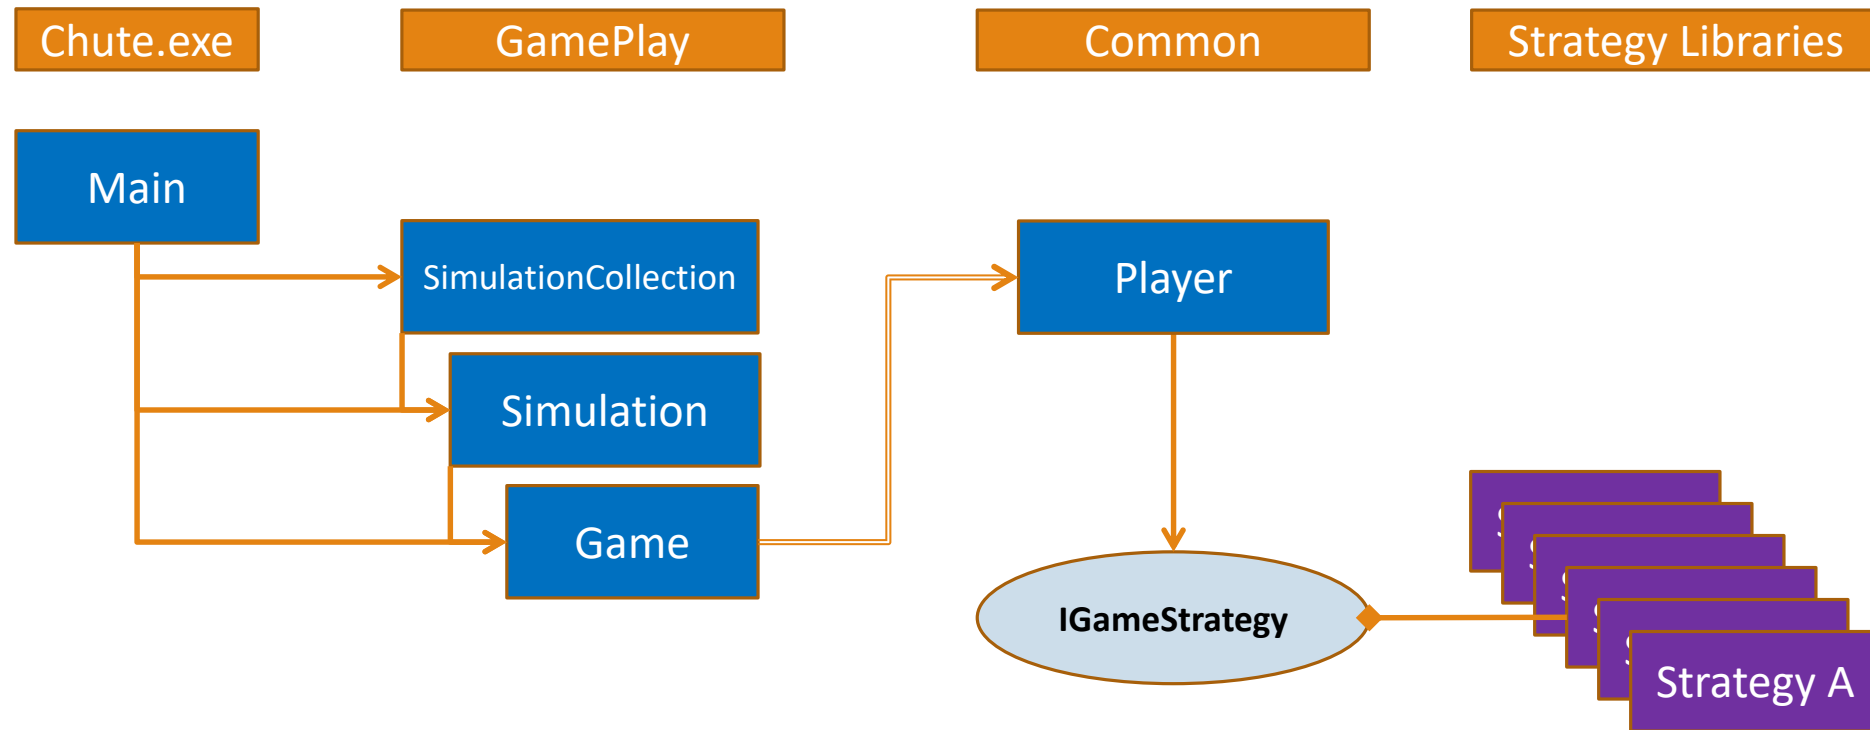 Chute.exe
GamePlay
Common
Strategy Libraries
Main
SimulationCollection
Player
Simulation
Game
IGameStrategy
Strategy A